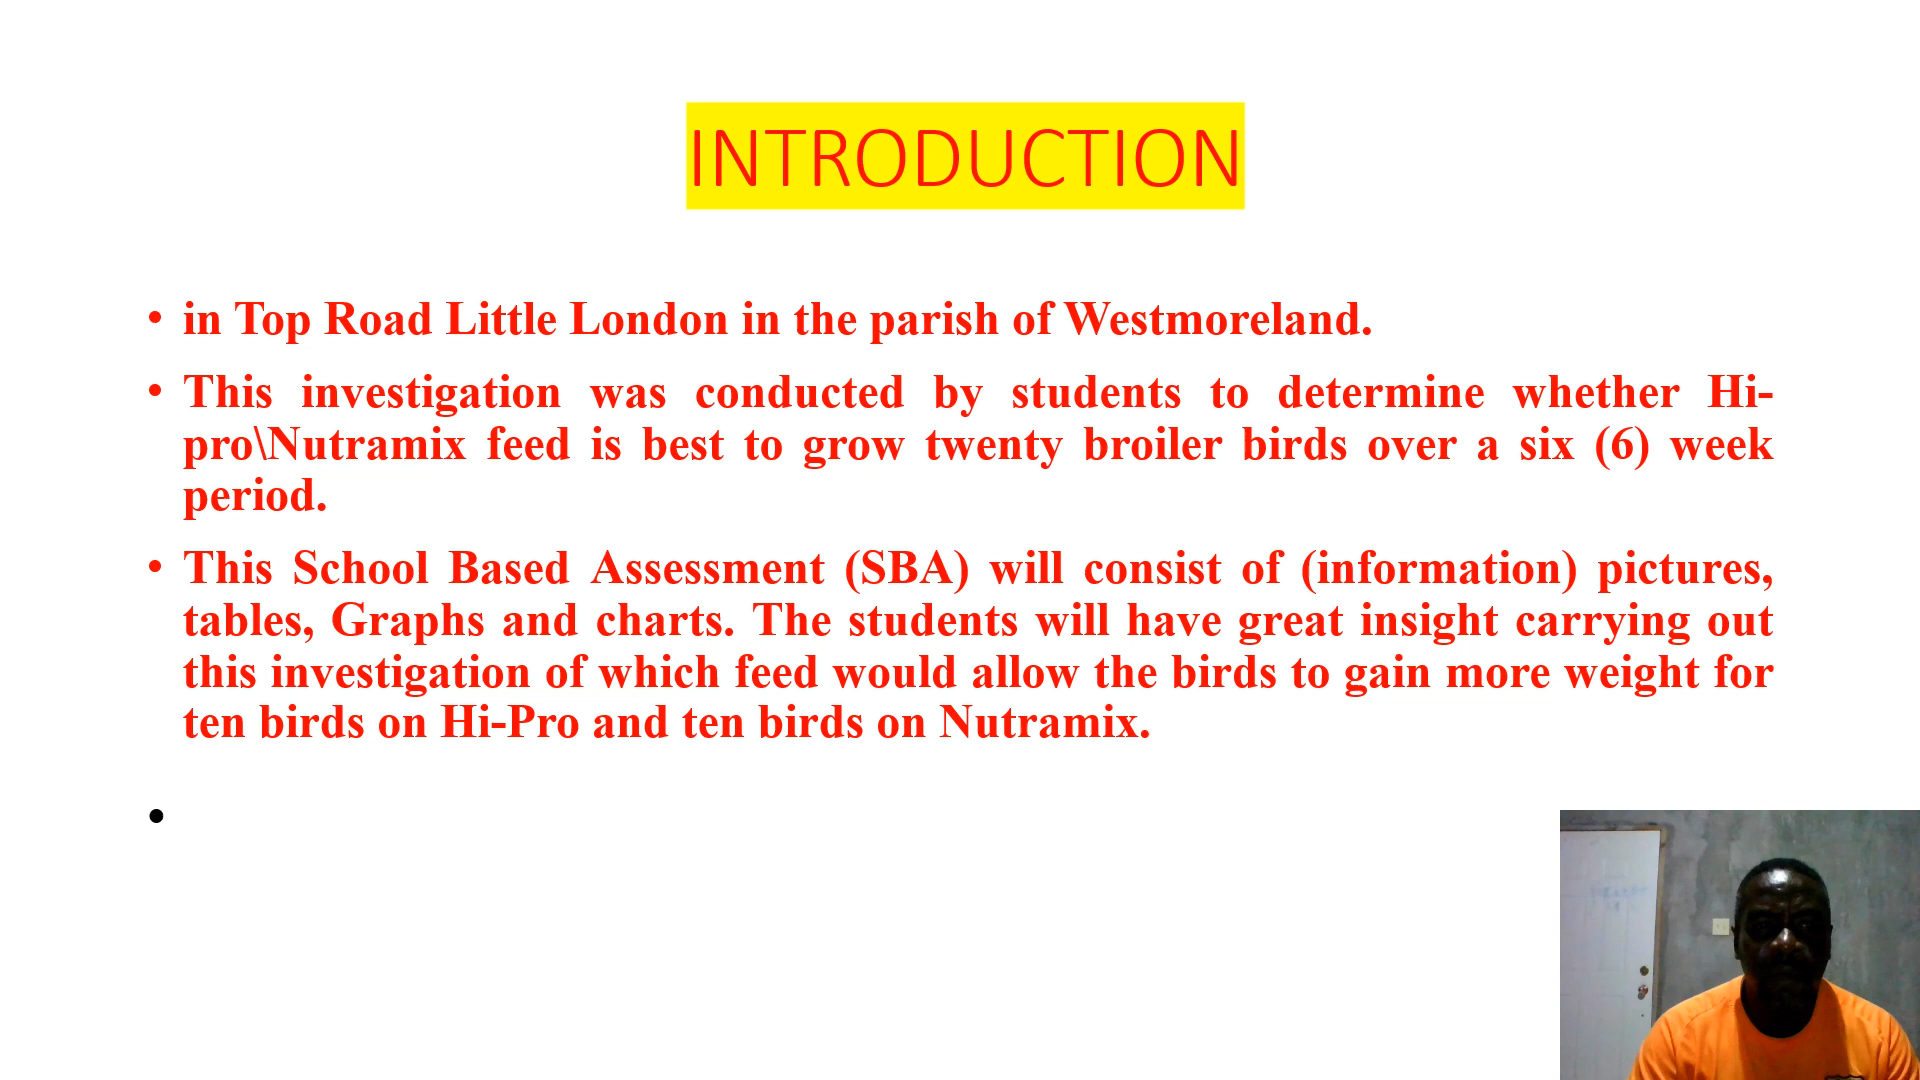 INTRODUCTION
• in Top Road Little London in the parish of Westmoreland.
• This investigation was conducted by students to determine whether Hi-
pro\Nutramix feed is best to grow twenty broiler birds over a six (6) week
period.
• This School Based Assessment (SBA) will consist of (information) pictures,
tables, Graphs and charts. The students will have great insight carrying out
this investigation of which feed would allow the birds to gain more weight for
ten birds on Hi-Pro and ten birds on Nutramix.
•